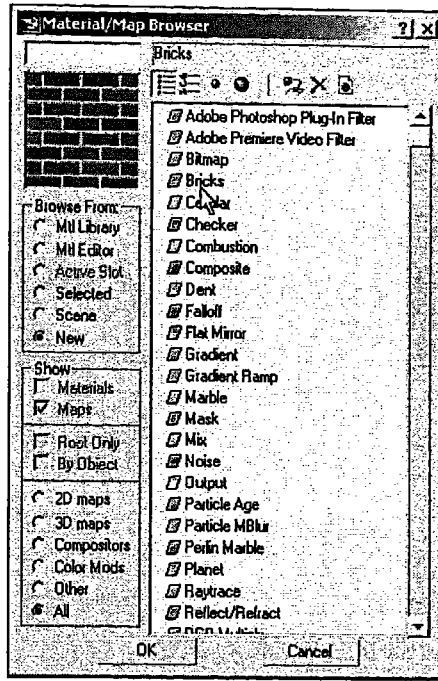 Material/Map Browser
Bricks
Browse From:
Mtl Library
Mtl Editor
Active Slot
Selected
Scene
New
Show
Materials
Maps
Root Only
By Object
2D maps
3D maps
Compositors
Color Mods
Other
All
Adobe Photoshop Plug-In Filter
Adobe Premiere Video Filter
Bitmap
Bricks
Cellular
Checker
Combustion
Composite
Dent
Falloff
Flat Mirror
Gradient
Gradient Ramp
Marble
Mask
Mix
Noise
Output
Particle Age
Particle MBlur
Perlin Marble
Planet
Raytrace
Reflect/Refract
OK
Cancel